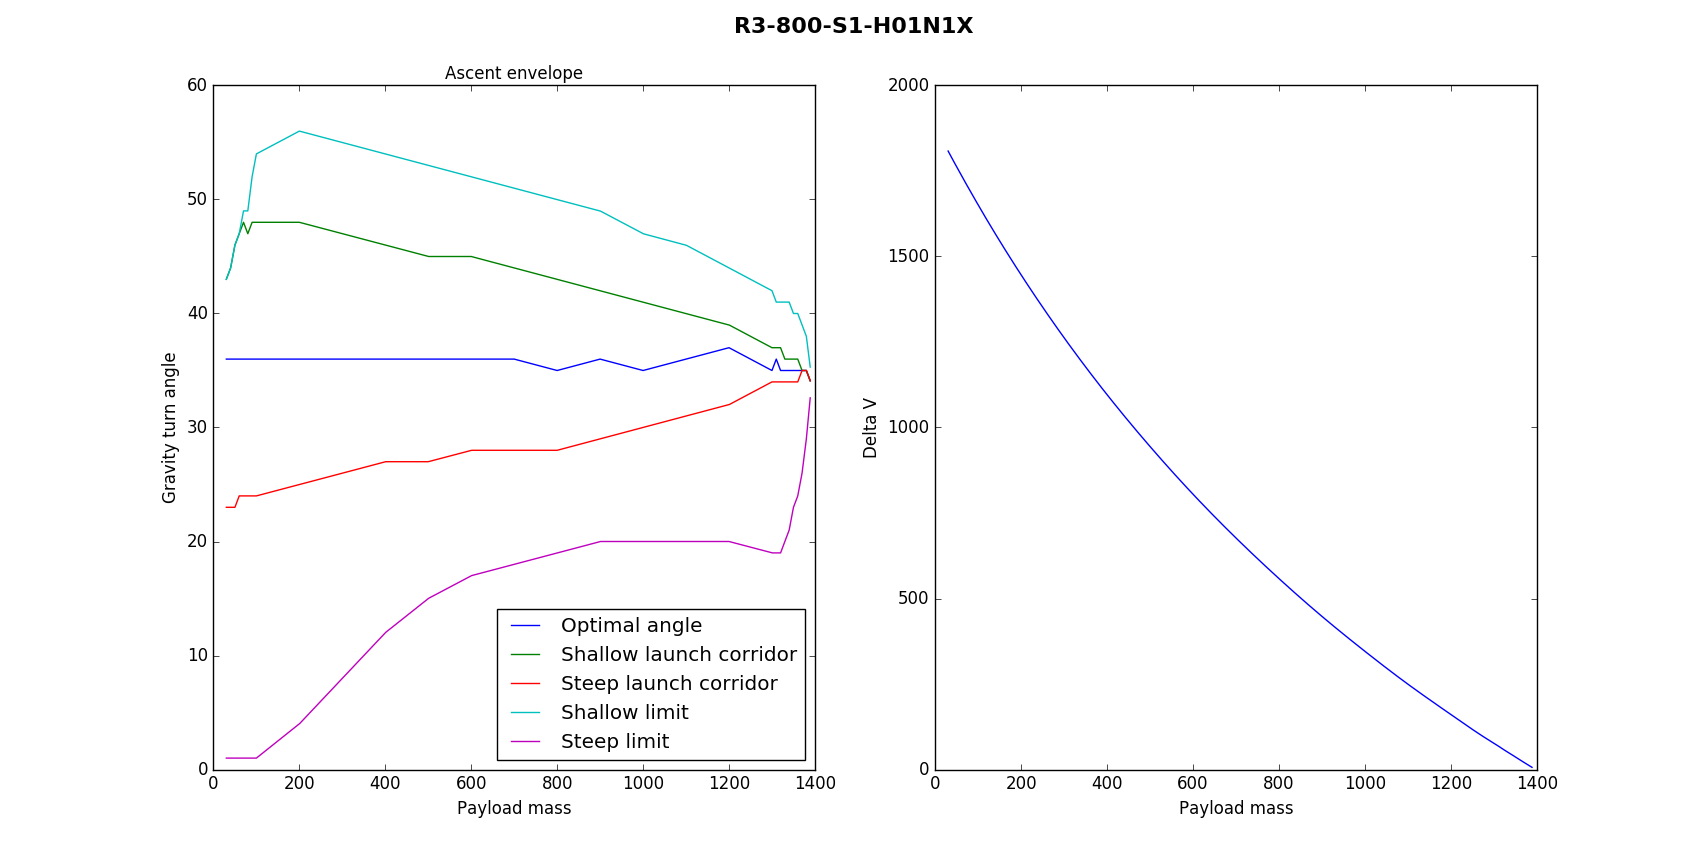 R3-800-S1-H01N1X
Ascent envelope
60
50
40
30
20
10
0
Gravity turn angle
0 200 400 600 800 1000 1200 1400
Payload mass
Optimal angle
Shallow launch corridor
Steep launch corridor
Shallow limit
Steep limit
2000
1500
1000
500
0
Delta V
0 200 400 600 800 1000 1200 1400
Payload mass